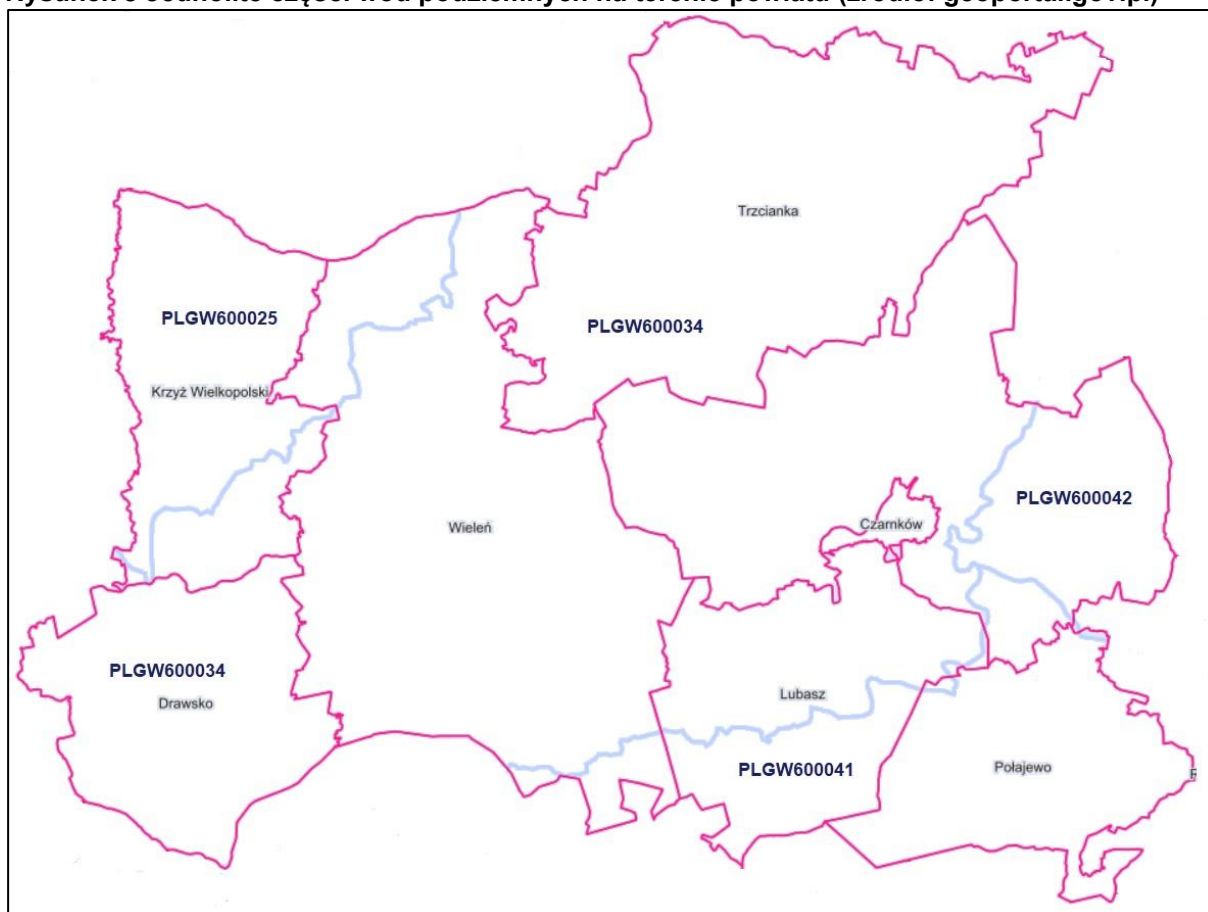 Trzcianka
PLGW600025
PLGW600034
Krzyż Wielkopolski
PLGW600042
Wieleń
Czarnków
PLGW600034
Drawsko
Lubasz
PLGW600041
Połajewo